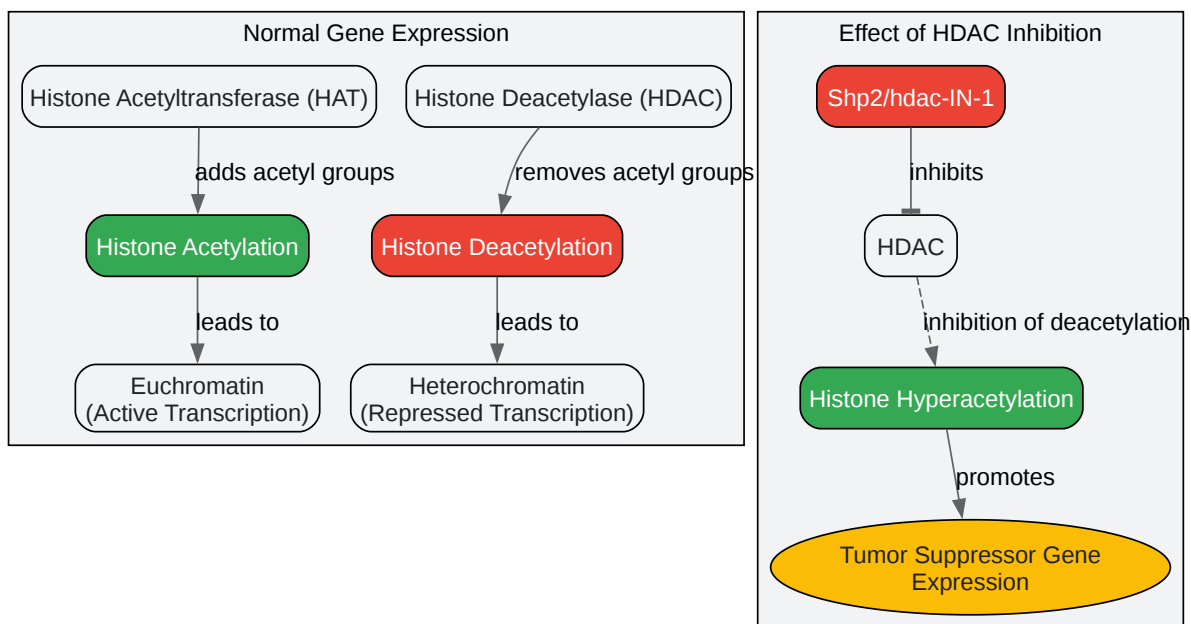 Normal Gene Expression
Histone Acetyltransferase (HAT)
Histone Deacetylase (HDAC)
adds acetyl groups
removes acetyl groups
Histone Acetylation
Histone Deacetylation
leads to
leads to
Euchromatin
(Active Transcription)
Heterochromatin
(Repressed Transcription)
Effect of HDAC Inhibition
Shp2/hdac-IN-1
inhibits
HDAC
inhibition of deacetylation
Histone Hyperacetylation
promotes
Tumor Suppressor Gene
Expression